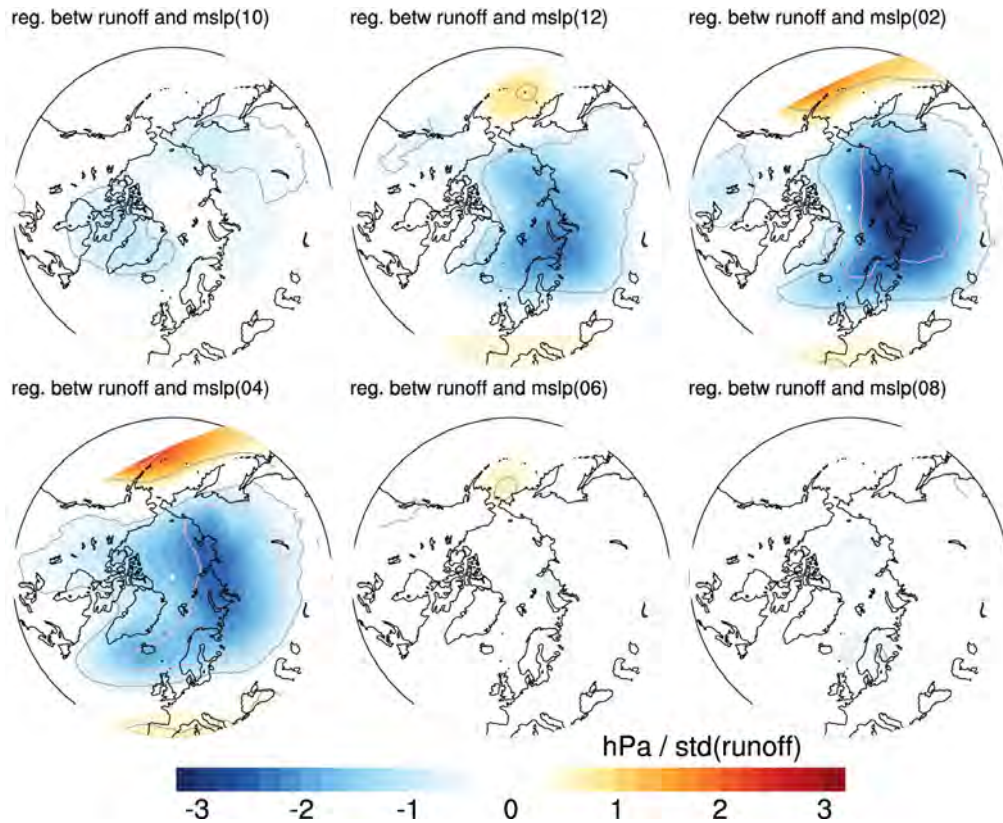 reg. betw runoff and mslp(10)
reg. betw runoff and mslp(12)
reg. betw runoff and mslp(02)
reg. betw runoff and mslp(04)
reg. betw runoff and mslp(06)
reg. betw runoff and mslp(08)
hPa / std(runoff)
-3 -2 -1 0 1 2 3